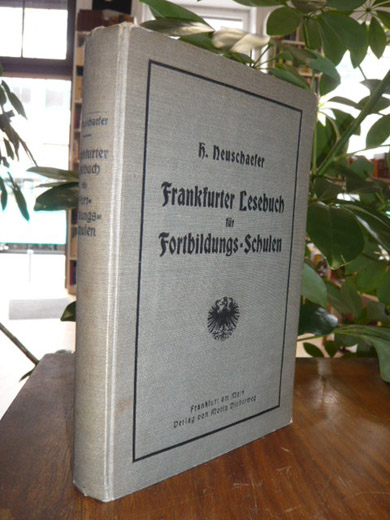 H. Neuschaefer
Frankfurter Lesebuch
für
Fortbildungs-Schulen
Frankfurt am Main
Verlag von Moritz Diesterweg